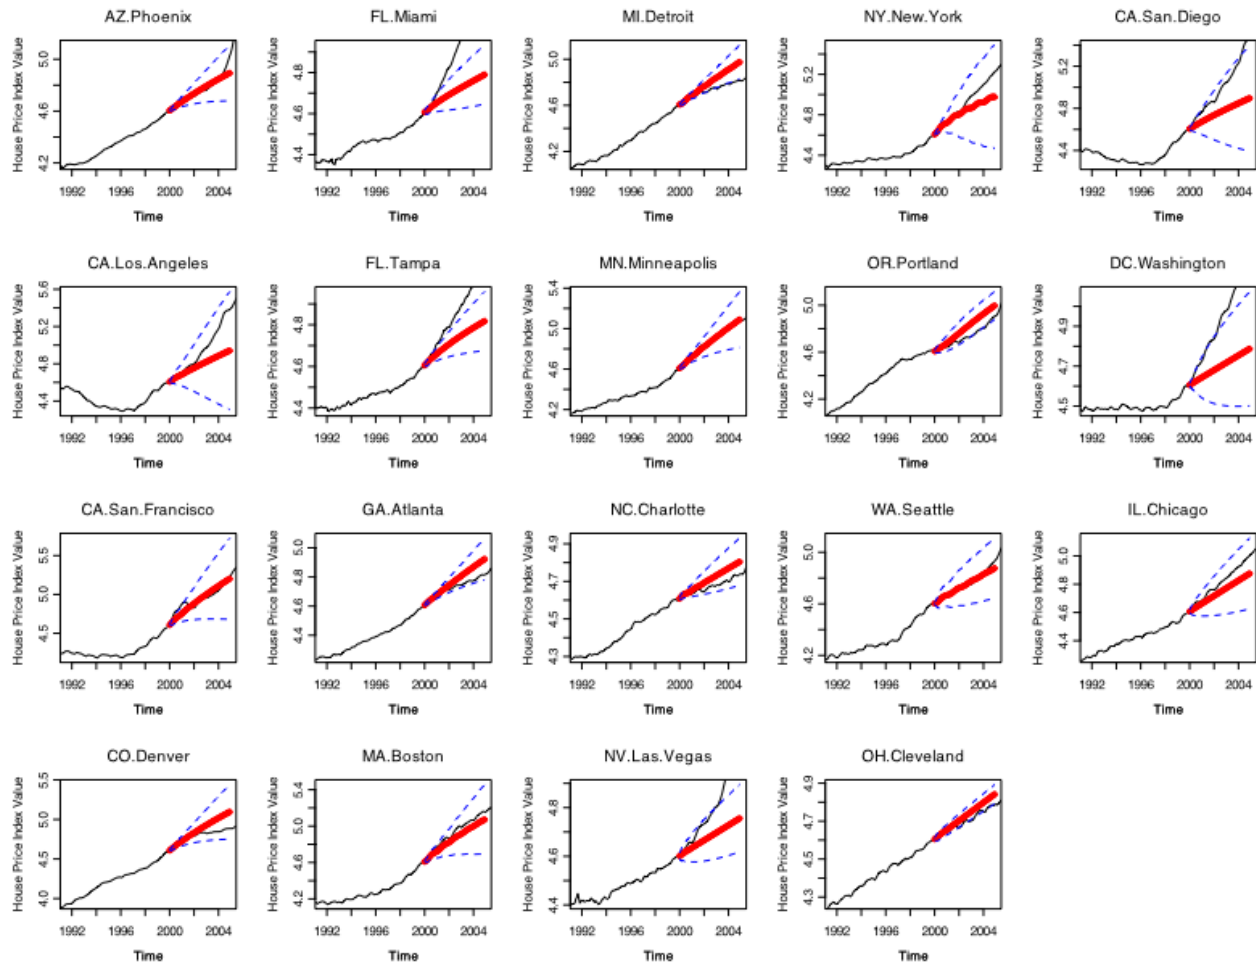 AZ.Phoenix
House Price Index Value
5.0
4.6
4.2
1992 1996 2000 2004
Time
FL.Miami
House Price Index Value
4.8
4.6
4.4
1992 1996 2000 2004
Time
MI.Detroit
House Price Index Value
5.0
4.6
4.2
1992 1996 2000 2004
Time
NY.New.York
House Price Index Value
5.2
4.8
4.4
1992 1996 2000 2004
Time
CA.San.Diego
House Price Index Value
5.2
4.8
4.4
1992 1996 2000 2004
Time
CA.Los.Angeles
House Price Index Value
5.6
5.2
4.8
4.4
1992 1996 2000 2004
Time
FL.Tampa
House Price Index Value
4.8
4.6
4.4
1992 1996 2000 2004
Time
MN.Minneapolis
House Price Index Value
5.4
5.0
4.6
4.2
1992 1996 2000 2004
Time
OR.Portland
House Price Index Value
5.0
4.6
4.2
1992 1996 2000 2004
Time
DC.Washington
House Price Index Value
4.9
4.7
4.5
1992 1996 2000 2004
Time
CA.San.Francisco
House Price Index Value
5.5
5.0
4.5
1992 1996 2000 2004
Time
GA.Atlanta
House Price Index Value
5.0
4.8
4.6
4.4
1992 1996 2000 2004
Time
NC.Charlotte
House Price Index Value
4.9
4.7
4.5
4.3
1992 1996 2000 2004
Time
WA.Seattle
House Price Index Value
5.0
4.6
4.2
1992 1996 2000 2004
Time
IL.Chicago
House Price Index Value
5.0
4.8
4.6
4.4
1992 1996 2000 2004
Time
CO.Denver
House Price Index Value
5.5
5.0
4.5
4.0
1992 1996 2000 2004
Time
MA.Boston
House Price Index Value
5.4
5.0
4.6
4.2
1992 1996 2000 2004
Time
NV.Las.Vegas
House Price Index Value
4.8
4.6
4.4
1992 1996 2000 2004
Time
OH.Cleveland
House Price Index Value
4.9
4.7
4.5
4.3
1992 1996 2000 2004
Time